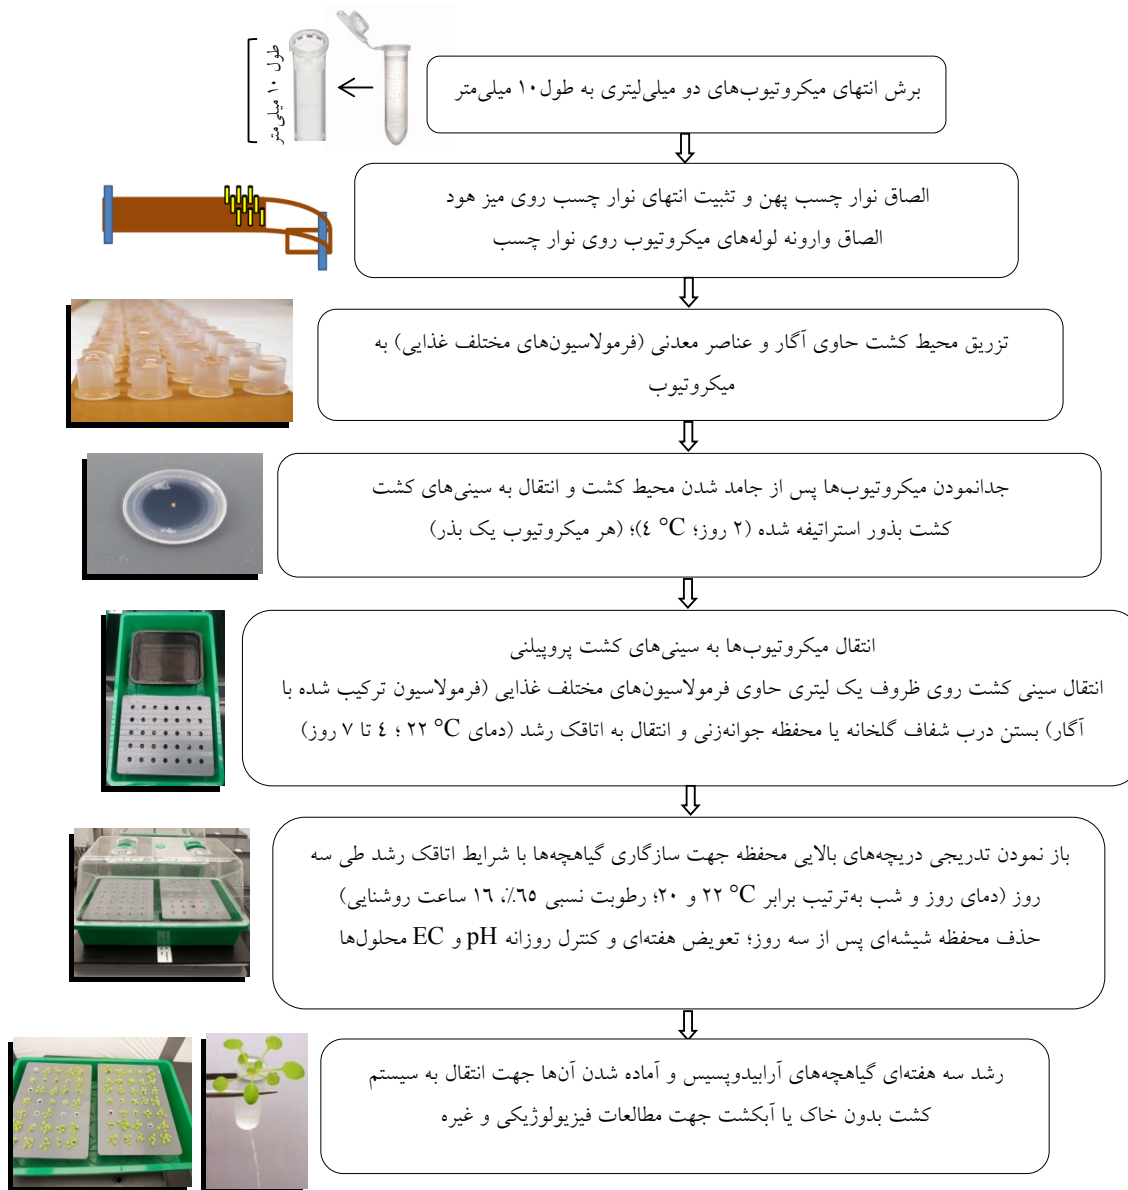 طول ۱۰ میلی‌متر
طول ۱۰ میلی‌متر
برش انتهای میکروتیوب‌های دو میلی‌لیتری به طول۱۰ میلی‌متر
الصاق نوار چسب پهن و تثبیت انتهای نوار چسب روی میز هود
الصاق وارونه لوله‌های میکروتیوب روی نوار چسب
تزریق محیط کشت حاوی آگار و عناصر معدنی (فرمولاسیون‌های مختلف غذایی) به
میکروتیوب
جدانمودن میکروتیوب‌ها پس از جامد شدن محیط کشت و انتقال به سینی‌های کشت
کشت بذور استراتیفه شده (۲ روز؛ ٤ °C)؛ (هر میکروتیوب یک بذر)
انتقال میکروتیوب‌ها به سینی‌های کشت پروپیلنی
انتقال سینی کشت روی ظروف یک لیتری حاوی فرمولاسیون‌های مختلف غذایی (فرمولاسیون ترکیب شده با
آگار) بستن درب شفاف گلخانه یا محفظه جوانه‌زنی و انتقال به اتاقک رشد (دمای ۲۲ °C ؛ ٤ تا ۷ روز)
باز نمودن تدریجی دریچه‌های بالایی محفظه جهت سازگاری گیاهچه‌ها با شرایط اتاقک رشد طی سه
روز (دمای روز و شب به‌ترتیب برابر ۲۲ °C و ۲۰؛ رطوبت نسبی ٦٥٪، ۱٦ ساعت روشنایی)
حذف محفظه شیشه‌ای پس از سه روز؛ تعویض هفته‌ای و کنترل روزانه pH و EC محلول‌ها
رشد سه هفته‌ای گیاهچه‌های آرابیدوپسیس و آماده شدن آن‌ها جهت انتقال به سیستم
کشت بدون خاک یا آبکشت جهت مطالعات فیزیولوژیکی و غیره